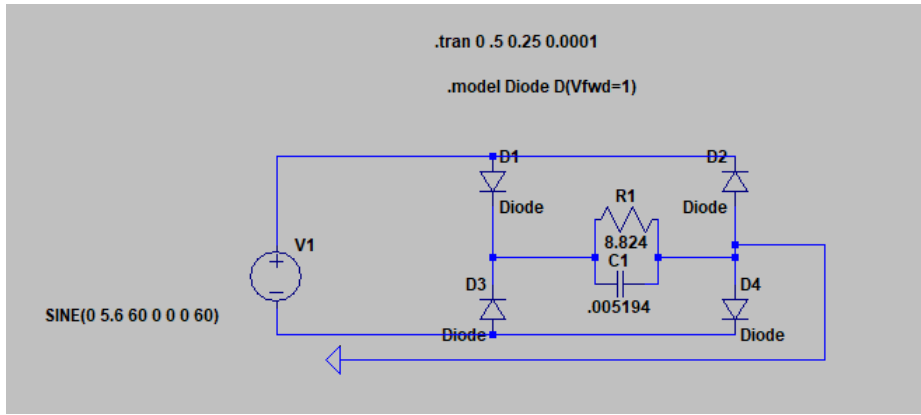 .tran 0 .5 0.25 0.0001
.model Diode D(Vfwd=1)
D1
D2
R1
Diode
Diode
V1
8.824
C1
D3
D4
.005194
SINE(0 5.6 60 0 0 0 60)
Diode
Diode